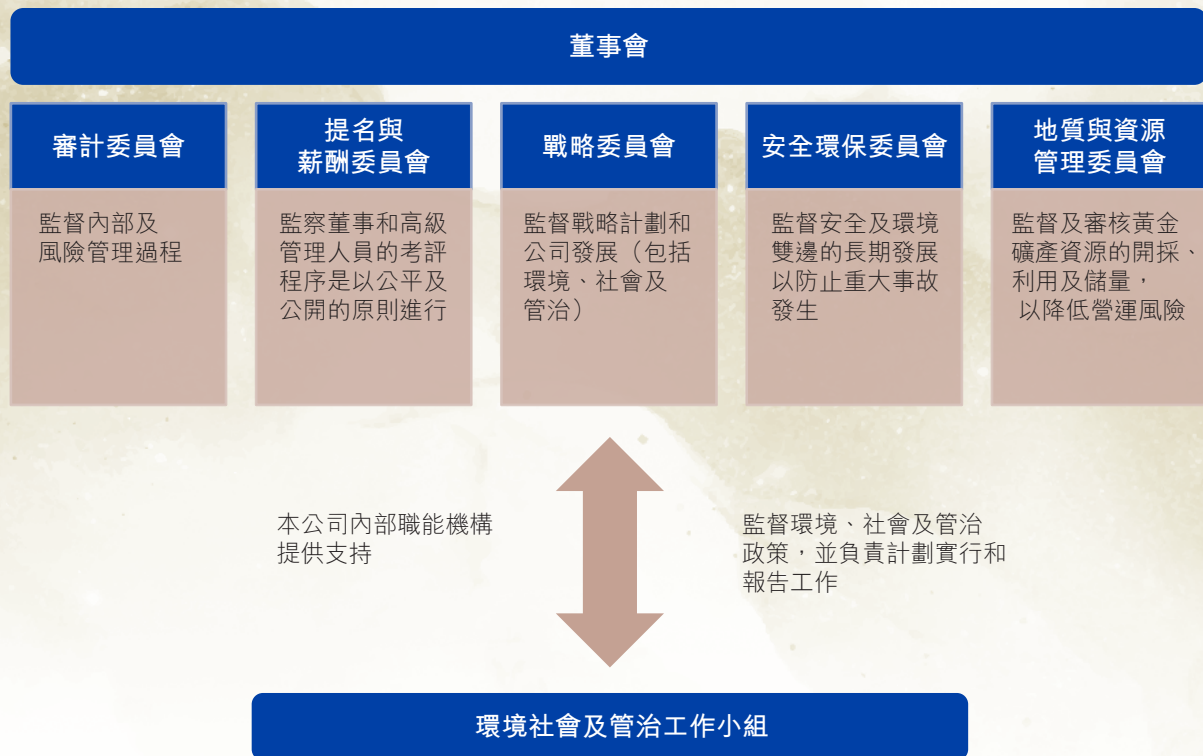 董事會
審計委員會
監督內部及
風險管理過程
提名與
薪酬委員會
監察董事和高級
管理人員的考評
程序是以公平及
公開的原則進行
戰略委員會
監督戰略計劃和
公司發展（包括
環境、社會及
管治）
安全環保委員會
監督安全及環境
雙邊的長期發展
以防止重大事故
發生
地質與資源
管理委員會
監督及審核黃金
礦產資源的開採、
利用及儲量，
以降低營運風險
本公司內部職能機構
提供支持
監督環境、社會及管治
政策，並負責計劃實行和
報告工作
環境社會及管治工作小組